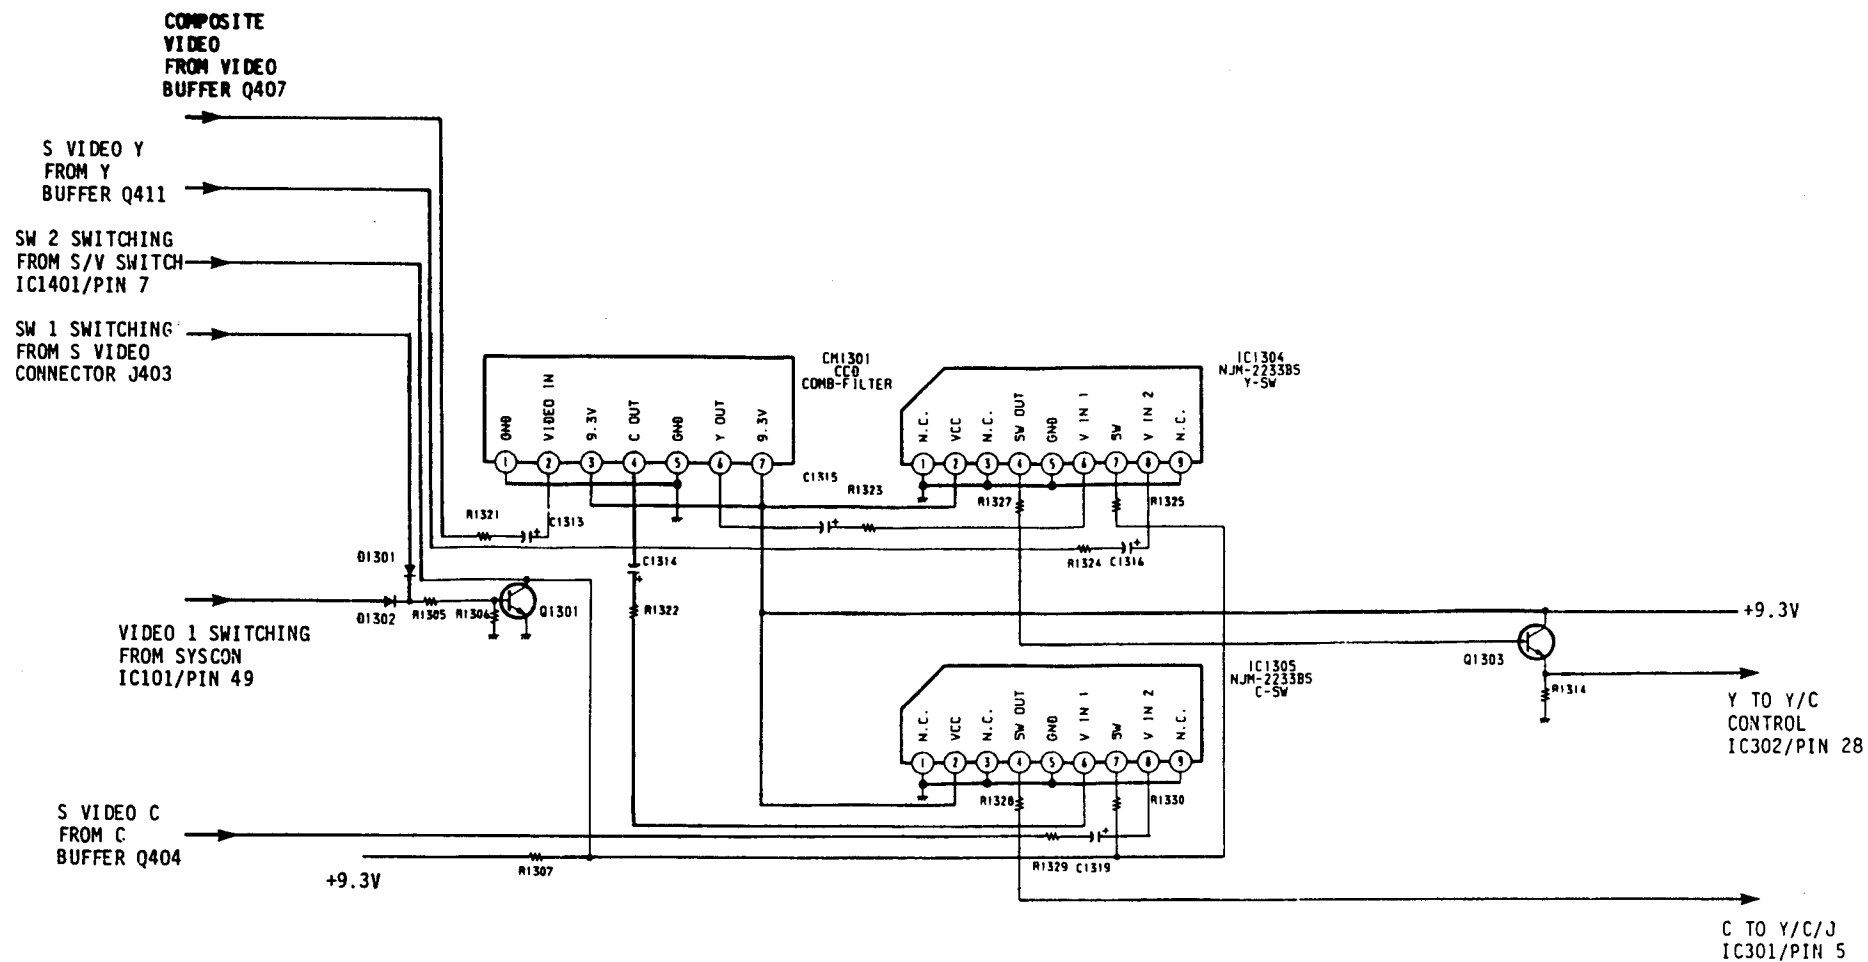 COMPOSITE
VIDEO
FROM VIDEO
BUFFER Q407
S VIDEO Y
FROM Y
BUFFER Q411
SW 2 SWITCHING
FROM S/V SWITCH
IC1401/PIN 7
SW 1 SWITCHING
FROM S VIDEO
CONNECTOR J403
CM1301
CCD
COMB-FILTER
GND
VIDEO IN
9.3V
C OUT
GND
Y OUT
9.3V
1 2 3 4 5 6 7
IC1304
NJM-2233BS
Y-SW
N.C.
VCC
N.C.
SW OUT
GND
V IN 1
SW
V IN 2
N.C.
1 2 3 4 5 6 7 8 9
C1315
R1323
R1327
R1325
R1321
C1313
+
+
+
R1324 C1316
D1301
C1314
+
D1302
R1305
R1306
Q1301
R1322
VIDEO 1 SWITCHING
FROM SYSCON
IC101/PIN 49
+9.3V
Q1303
R1314
Y TO Y/C
CONTROL
IC302/PIN 28
IC1305
NJM-2233BS
C-SW
N.C.
VCC
N.C.
SW OUT
GND
V IN 1
SW
V IN 2
N.C.
1 2 3 4 5 6 7 8 9
R1328
R1330
S VIDEO C
FROM C
BUFFER Q404
+
R1329 C1319
+9.3V
R1307
C TO Y/C/J
IC301/PIN 5